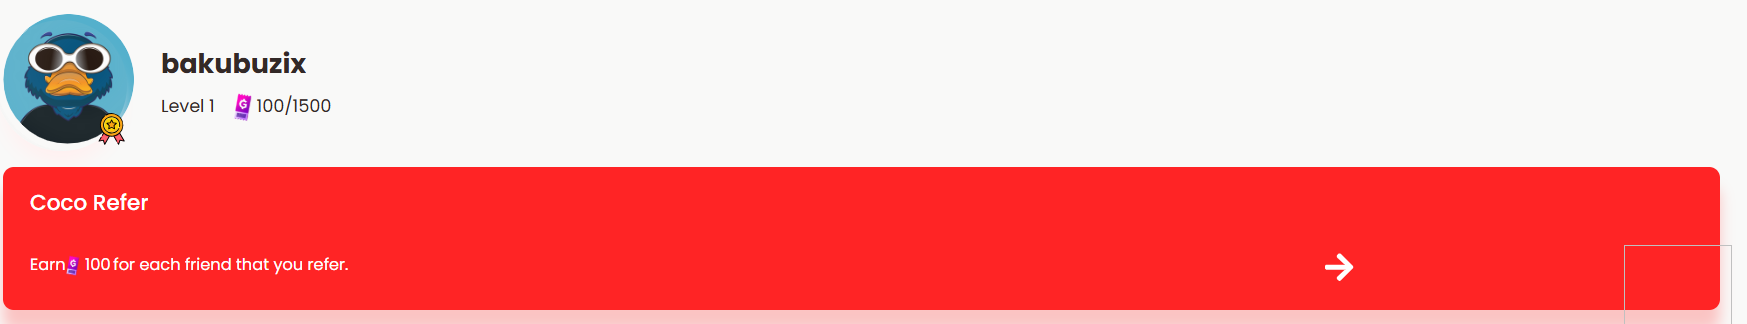 bakubuzix
Level 1 100/1500
Coco Refer
Earn 100 for each friend that you refer.